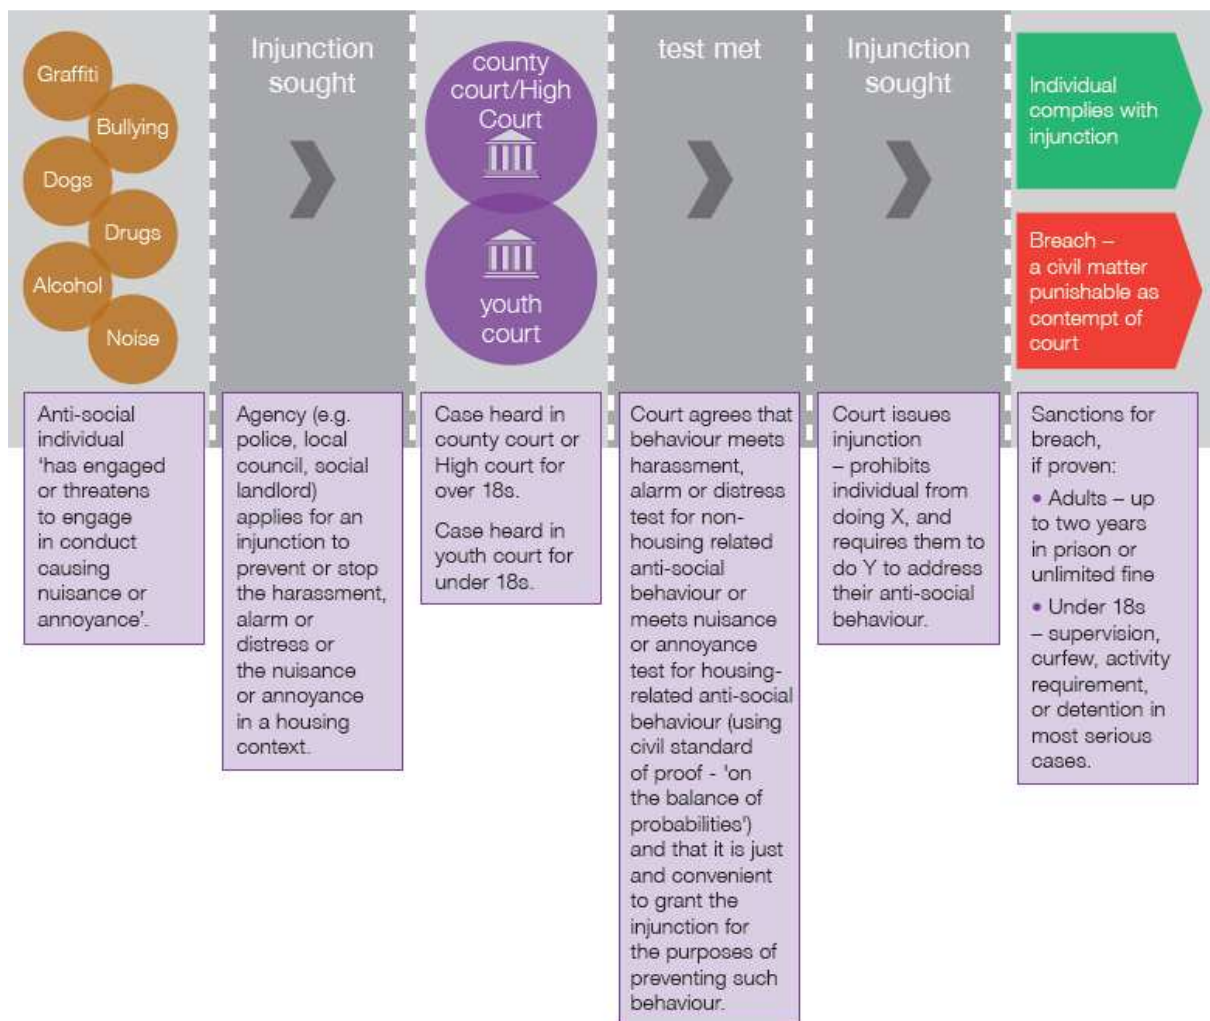 Graffiti
Bullying
Dogs
Drugs
Alcohol
Noise
Injunction
sought
county
court/High
Court
youth
court
test met
Injunction
sought
Individual
complies with
injunction
Breach –
a civil matter
punishable as
contempt of
court
Anti-social
individual
‘has engaged
or threatens
to engage
in conduct
causing
nuisance or
annoyance’.
Agency (e.g.
police, local
council, social
landlord)
applies for an
injunction to
prevent or stop
the harassment,
alarm or
distress or
the nuisance
or annoyance
in a housing
context.
Case heard in
county court or
High court for
over 18s.
Case heard in
youth court for
under 18s.
Court agrees that
behaviour meets
harassment,
alarm or distress
test for non-
housing related
anti-social
behaviour or
meets nuisance
or annoyance
test for housing-
related anti-social
behaviour (using
civil standard
of proof - 'on
the balance of
probabilities')
and that it is just
and convenient
to grant the
injunction for
the purposes of
preventing such
behaviour.
Court issues
injunction
– prohibits
individual from
doing X, and
requires them to
do Y to address
their anti-social
behaviour.
Sanctions for
breach,
if proven:
• Adults – up
to two years
in prison or
unlimited fine
• Under 18s
– supervision,
curfew, activity
requirement,
or detention in
most serious
cases.